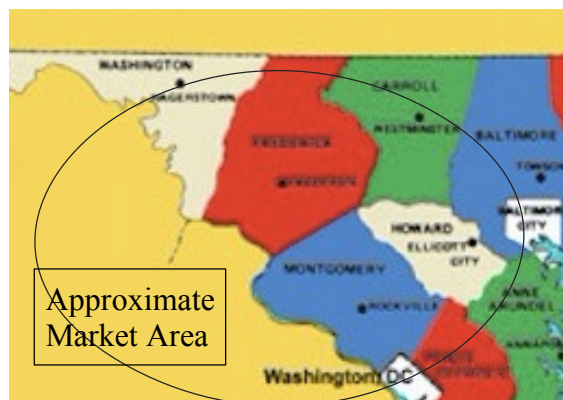 WASHINGTON
HAGERSTOWN
CARROLL
WESTMINSTER
FREDERICK
FREDERICK
BALTIMORE
TOWSON
BALTIMORE
CITY
HOWARD
ELLICOTT
CITY
MONTGOMERY
ROCKVILLE
ANNE
ARUNDEL
Approximate
Market Area
Washington DC